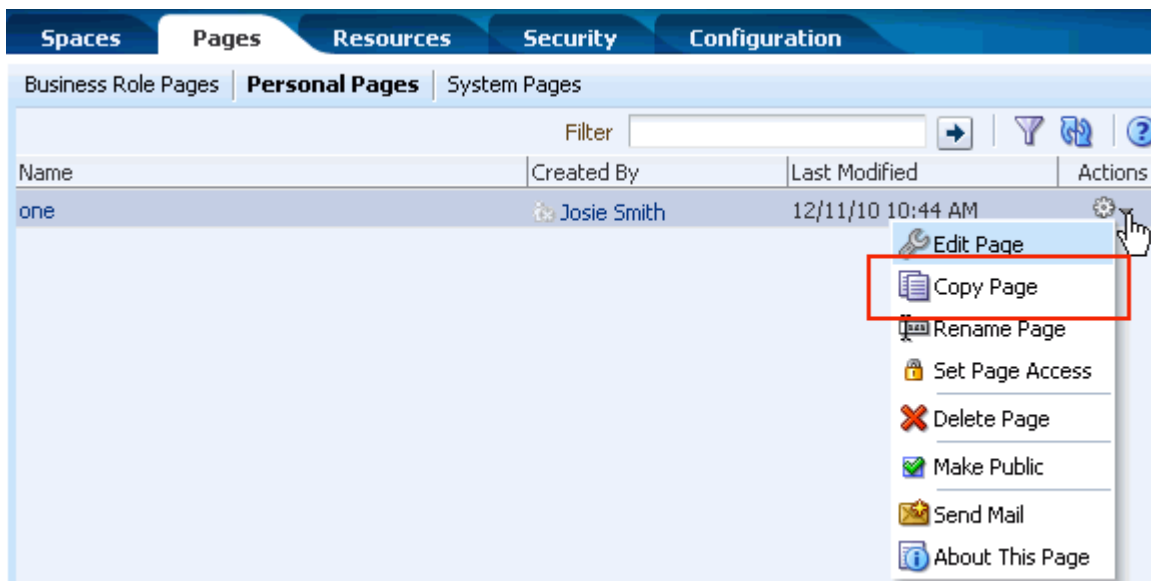 Spaces Pages Resources Security Configuration
Business Role Pages Personal Pages System Pages
Filter
Name Created By Last Modified Actions
one Josie Smith 12/11/10 10:44 AM
Edit Page
Copy Page
Rename Page
Set Page Access
Delete Page
Make Public
Send Mail
About This Page